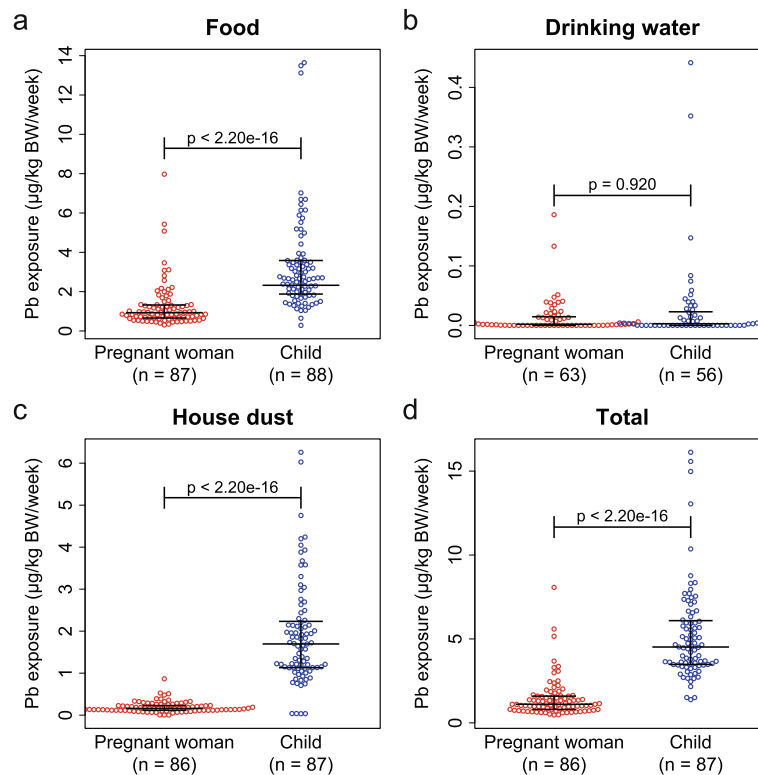 a
Food
Pb exposure (µg/kg BW/week)
14
12
10
8
6
4
2
0
p < 2.20e-16
Pregnant woman
(n = 87)
Child
(n = 88)
b
Drinking water
Pb exposure (µg/kg BW/week)
0.4
0.3
0.2
0.1
0.0
p = 0.920
Pregnant woman
(n = 63)
Child
(n = 56)
c
House dust
Pb exposure (µg/kg BW/week)
6
5
4
3
2
1
0
p < 2.20e-16
Pregnant woman
(n = 86)
Child
(n = 87)
d
Total
Pb exposure (µg/kg BW/week)
15
10
5
0
p < 2.20e-16
Pregnant woman
(n = 86)
Child
(n = 87)